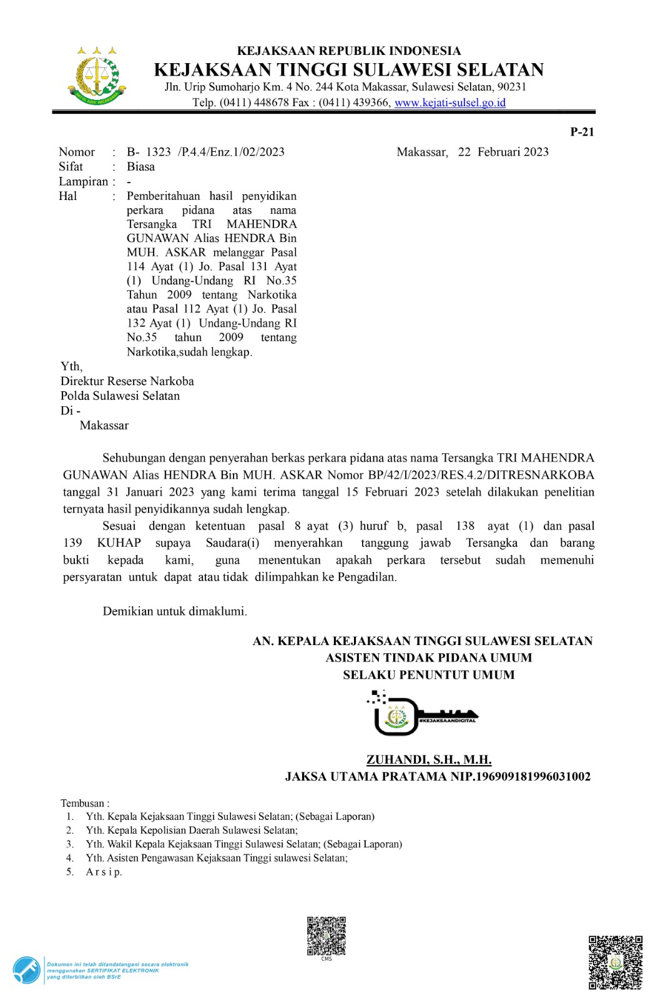 KEJAKSAAN REPUBLIK INDONESIA
KEJAKSAAN TINGGI SULAWESI SELATAN
Jln. Urip Sumoharjo Km. 4 No. 244 Kota Makassar, Sulawesi Selatan, 90231
Telp. (0411) 448678 Fax : (0411) 439366, www.kejati-sulsel.go.id
SATYA ADHI WICAKSANA
P-21
Nomor : B- 1323 /P.4.4/Enz.1/02/2023 Makassar, 22 Februari 2023
Sifat : Biasa
Lampiran : -
Hal : Pemberitahuan hasil penyidikan
perkara pidana atas nama
Tersangka TRI MAHENDRA
GUNAWAN Alias HENDRA Bin
MUH. ASKAR melanggar Pasal
114 Ayat (1) Jo. Pasal 131 Ayat
(1) Undang-Undang RI No.35
Tahun 2009 tentang Narkotika
atau Pasal 112 Ayat (1) Jo. Pasal
132 Ayat (1) Undang-Undang RI
No.35 tahun 2009 tentang
Narkotika,sudah lengkap.
Yth,
Direktur Reserse Narkoba
Polda Sulawesi Selatan
Di -
Makassar
Sehubungan dengan penyerahan berkas perkara pidana atas nama Tersangka TRI MAHENDRA
GUNAWAN Alias HENDRA Bin MUH. ASKAR Nomor BP/42/I/2023/RES.4.2/DITRESNARKOBA
tanggal 31 Januari 2023 yang kami terima tanggal 15 Februari 2023 setelah dilakukan penelitian
ternyata hasil penyidikannya sudah lengkap.
Sesuai dengan ketentuan pasal 8 ayat (3) huruf b, pasal 138 ayat (1) dan pasal
139 KUHAP supaya Saudara(i) menyerahkan tanggung jawab Tersangka dan barang
bukti kepada kami, guna menentukan apakah perkara tersebut sudah memenuhi
persyaratan untuk dapat atau tidak dilimpahkan ke Pengadilan.
Demikian untuk dimaklumi.
AN. KEPALA KEJAKSAAN TINGGI SULAWESI SELATAN
ASISTEN TINDAK PIDANA UMUM
SELAKU PENUNTUT UMUM
#KEJAKSAANDIGITAL
ZUHANDI, S.H., M.H.
JAKSA UTAMA PRATAMA NIP.196909181996031002
Tembusan :
1. Yth. Kepala Kejaksaan Tinggi Sulawesi Selatan; (Sebagai Laporan)
2. Yth. Kepala Kepolisian Daerah Sulawesi Selatan;
3. Yth. Wakil Kepala Kejaksaan Tinggi Sulawesi Selatan; (Sebagai Laporan)
4. Yth. Asisten Pengawasan Kejaksaan Tinggi sulawesi Selatan;
5. A r s i p.
CMS
Dokumen ini telah ditandatangani secara elektronik
menggunakan SERTIFIKAT ELEKTRONIK
yang diterbitkan oleh BSrE